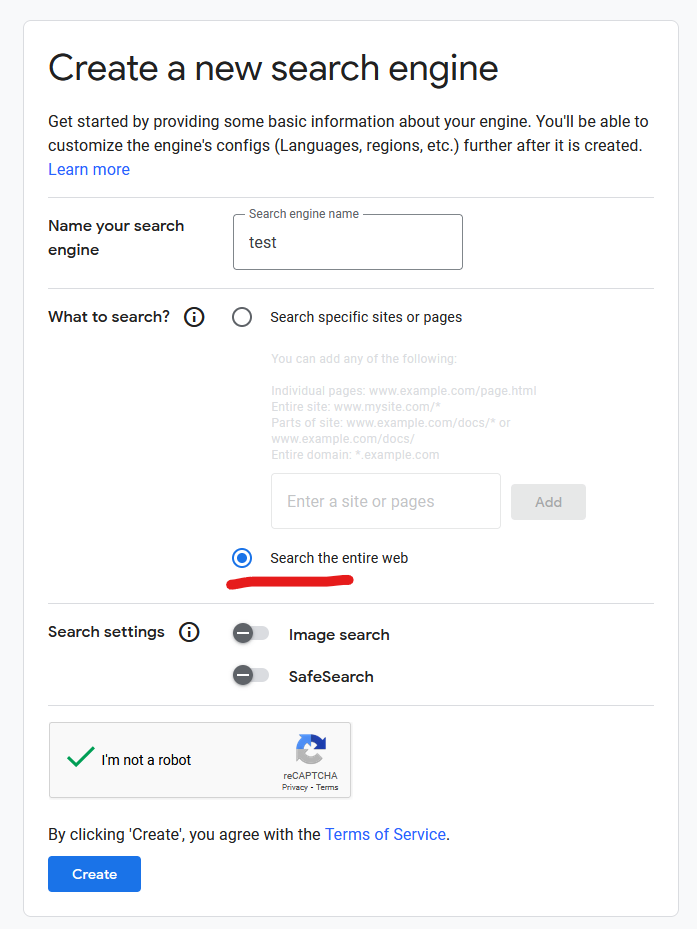 Create a new search engine
Get started by providing some basic information about your engine. You'll be able to
customize the engine's configs (Languages, regions, etc.) further after it is created.
Learn more
Name your search
engine
Search engine name
test
What to search?
Search specific sites or pages
You can add any of the following:
Individual pages: www.example.com/page.html
Entire site: www.mysite.com/*
Parts of site: www.example.com/docs/* or
www.example.com/docs/
Entire domain: *.example.com
Enter a site or pages
Add
Search the entire web
Search settings
Image search
SafeSearch
I'm not a robot
reCAPTCHA
Privacy - Terms
By clicking 'Create', you agree with the Terms of Service.
Create